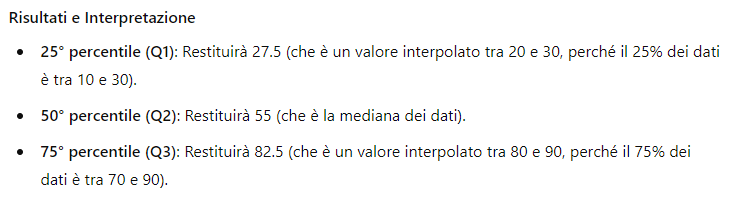 Risultati e Interpretazione
• 25° percentile (Q1): Restituirà 27.5 (che è un valore interpolato tra 20 e 30, perché il 25% dei dati
è tra 10 e 30).
• 50° percentile (Q2): Restituirà 55 (che è la mediana dei dati).
• 75° percentile (Q3): Restituirà 82.5 (che è un valore interpolato tra 80 e 90, perché il 75% dei
dati è tra 70 e 90).